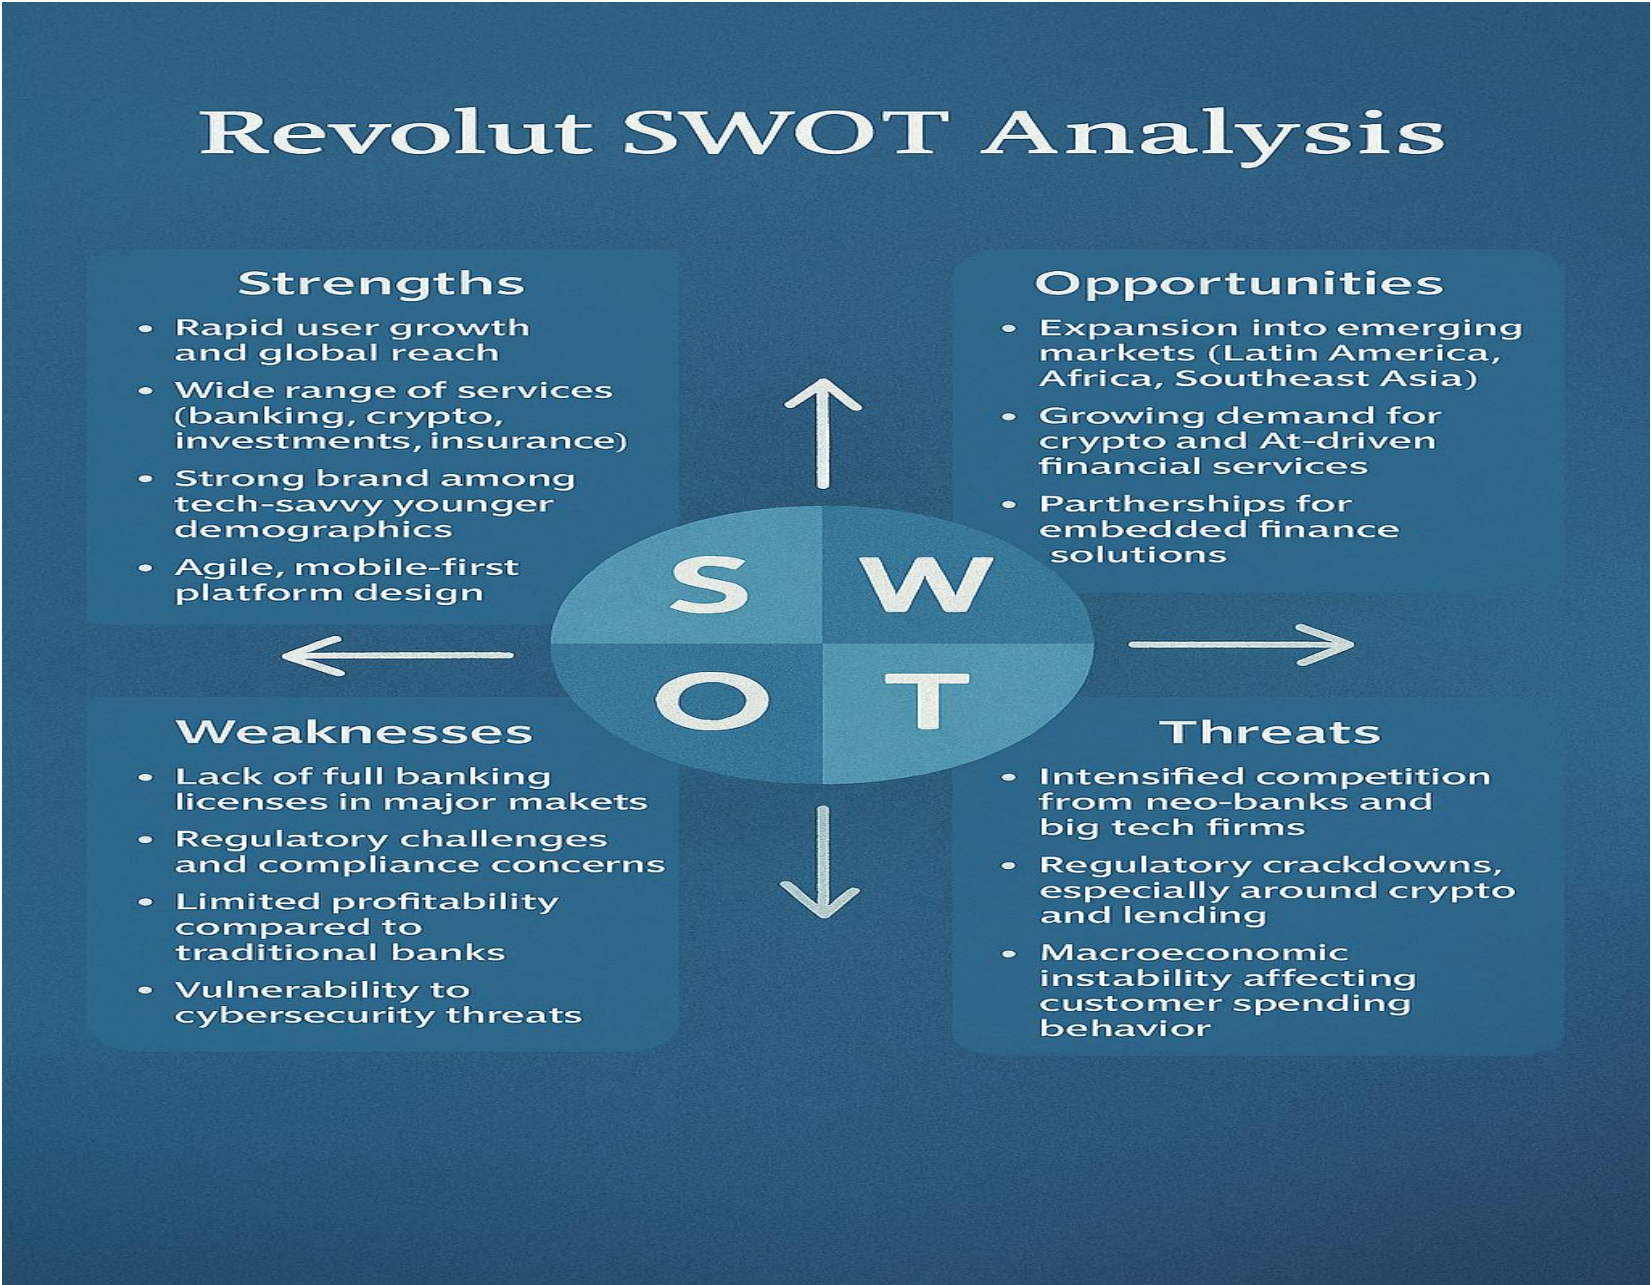 Revolut SWOT Analysis
Strengths
• Rapid user growth
and global reach
• Wide range of services
(banking, crypto,
investments, insurance)
• Strong brand among
tech-savvy younger
demographics
• Agile, mobile-first
platform design
Opportunities
• Expansion into emerging
markets (Latin America,
Africa, Southeast Asia)
• Growing demand for
crypto and At-driven
financial services
• Partherships for
embedded finance
solutions
S W
O T
Weaknesses
• Lack of full banking
licenses in major makets
• Regulatory challenges
and compliance concerns
• Limited profitability
compared to
traditional banks
• Vulnerability to
cybersecurity threats
Threats
• Intensified competition
from neo-banks and
big tech firms
• Regulatory crackdowns,
especially around crypto
and lending
• Macroeconomic
instability affecting
customer spending
behavior